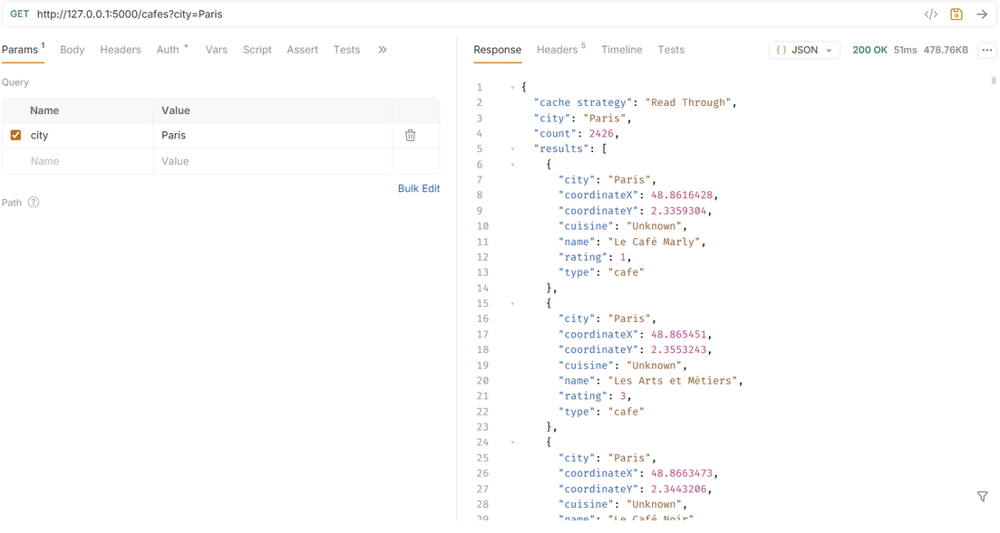 GET http://127.0.0.1:5000/cafes?city=Paris
Params 1 Body Headers Auth * Vars Script Assert Tests
Query
Name Value
city Paris
Name Value
Bulk Edit
Path ?
Response Headers 5 Timeline Tests { } JSON 200 OK 51ms 478.76KB
1 {
2 "cache strategy": "Read Through",
3 "city": "Paris",
4 "count": 2426,
5 "results": [
6 {
7 "city": "Paris",
8 "coordinateX": 48.8616428,
9 "coordinateY": 2.3359304,
10 "cuisine": "Unknown",
11 "name": "Le Café Marly",
12 "rating": 1,
13 "type": "cafe"
14 },
15 {
16 "city": "Paris",
17 "coordinateX": 48.865451,
18 "coordinateY": 2.3553243,
19 "cuisine": "Unknown",
20 "name": "Les Arts et Métiers",
21 "rating": 3,
22 "type": "cafe"
23 },
24 {
25 "city": "Paris",
26 "coordinateX": 48.8663473,
27 "coordinateY": 2.3443206,
28 "cuisine": "Unknown",
29 "name": "Le Café Noir"